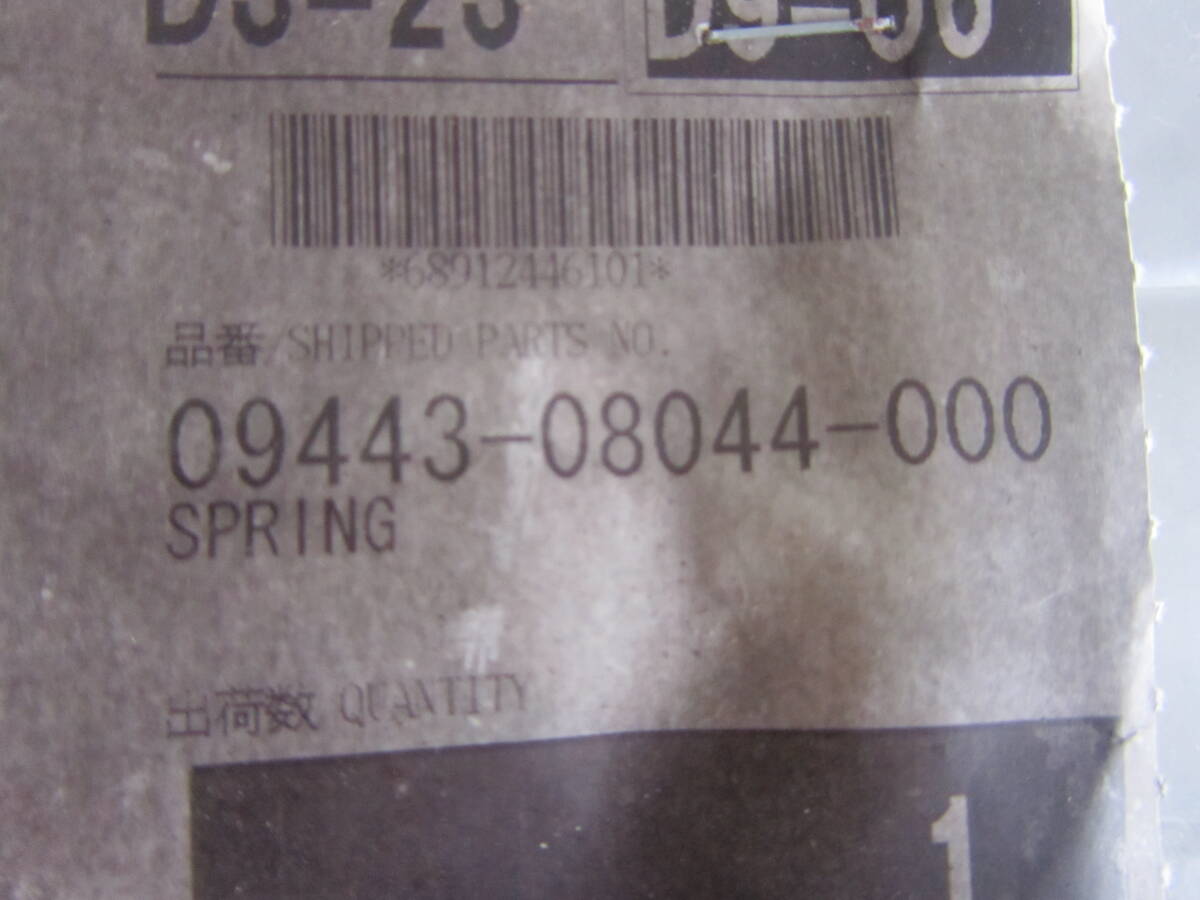 *68912446101*
品番/SHIPPED PARTS NO.
09443-08044-000
SPRING
出荷数 QUANTITY
1